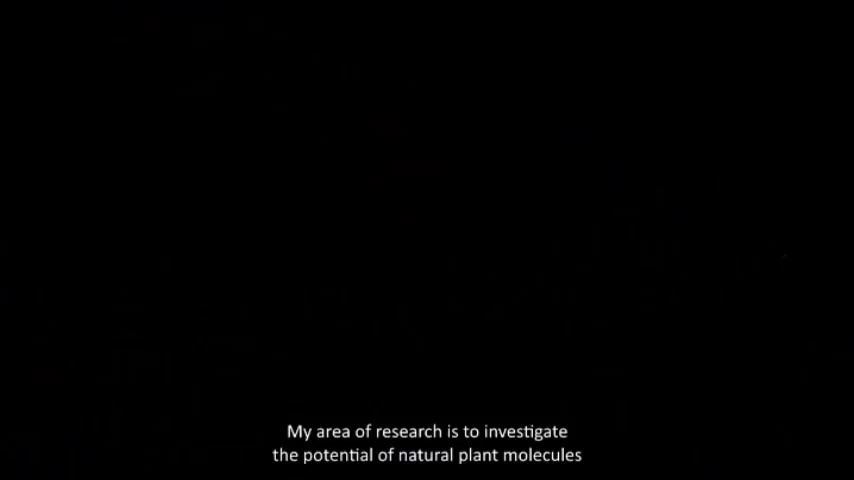 My area of research is to investigate
the potential of natural plant molecules